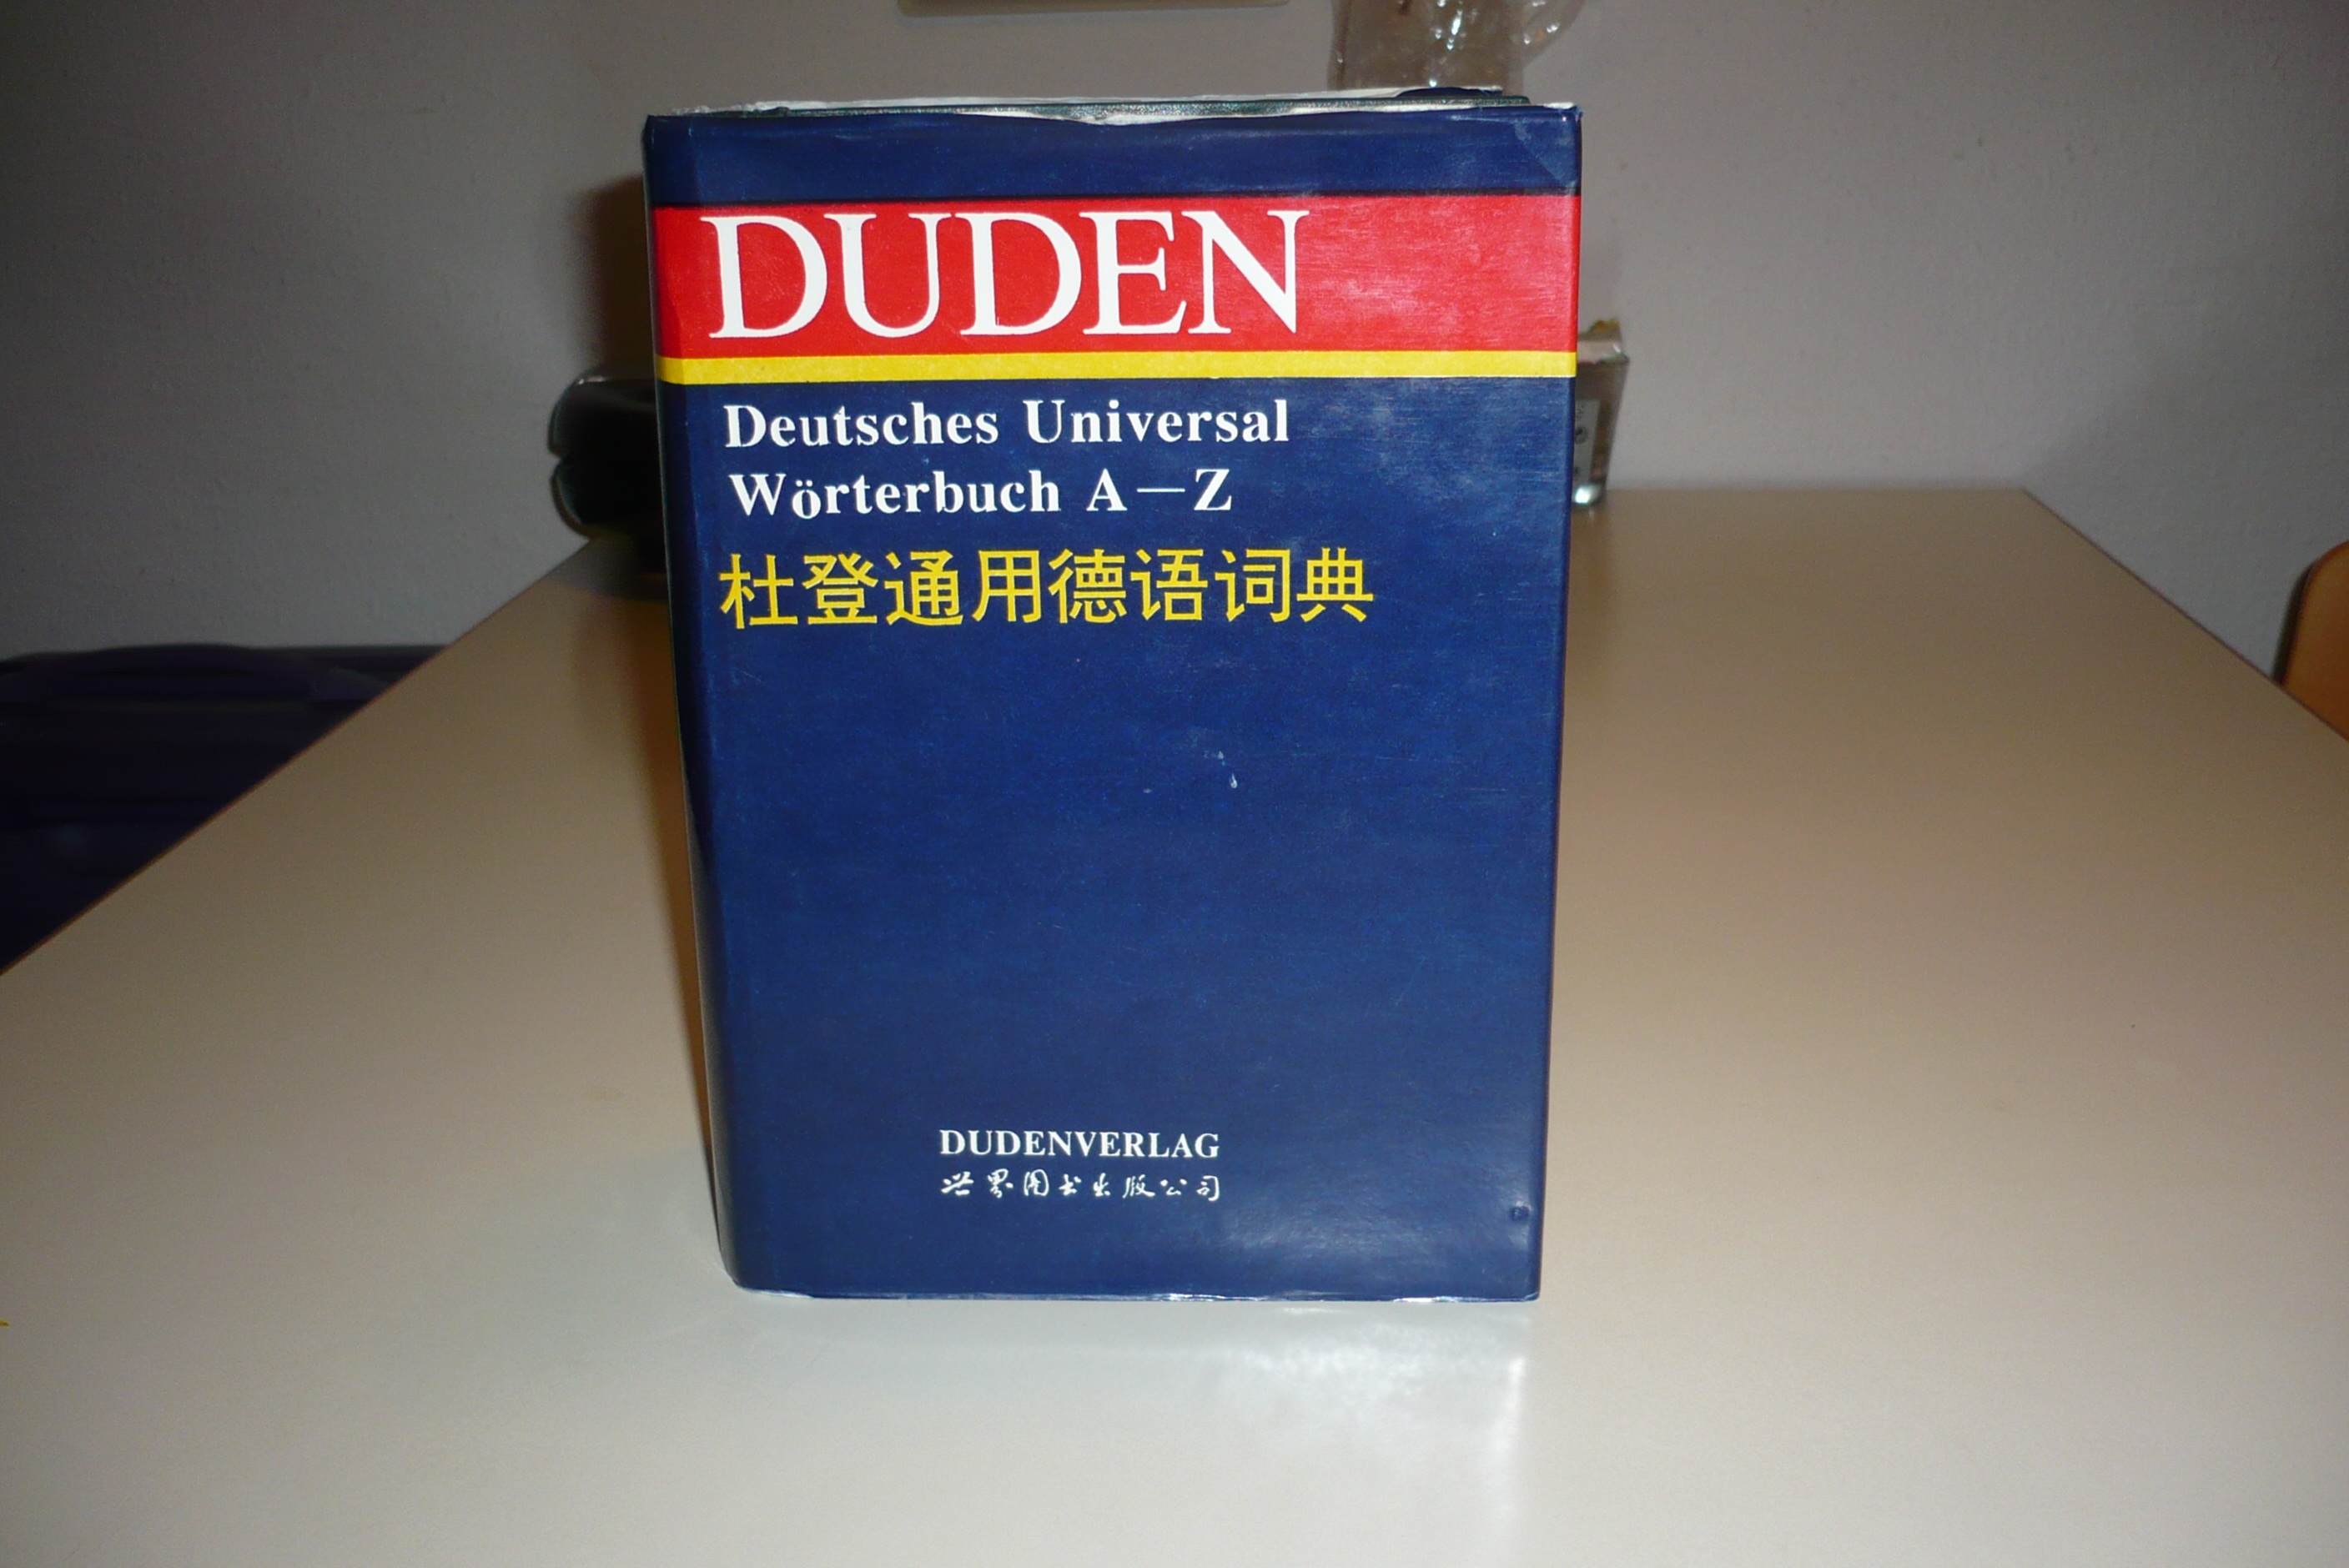 DUDEN
Deutsches Universal
Wörterbuch A—Z
杜登通用德语词典
DUDENVERLAG
世界图书出版公司